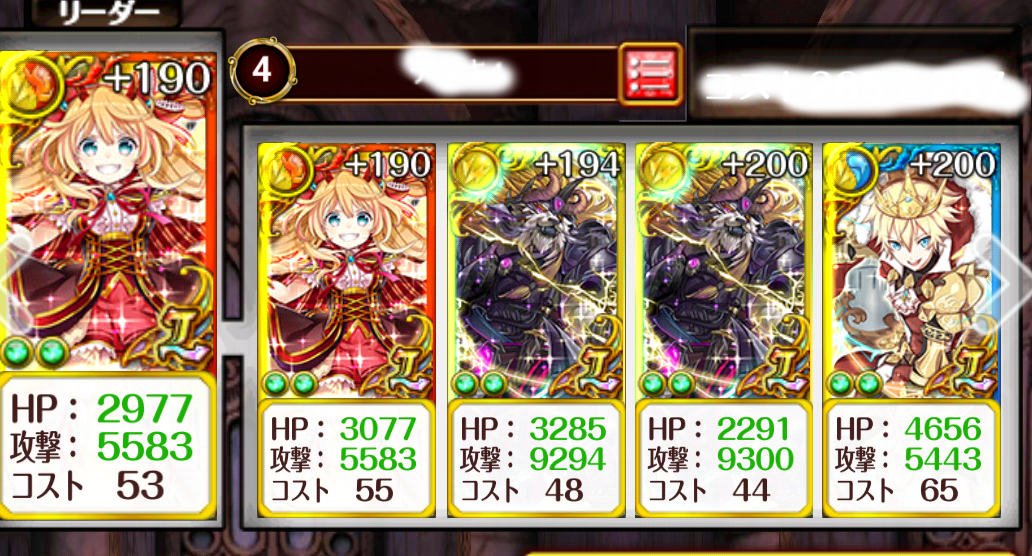 リーダー
4
+190
HP: 2977
攻撃: 5583
コスト 53
+190
HP: 3077
攻撃: 5583
コスト 55
+194
HP: 3285
攻撃: 9294
コスト 48
+200
HP: 2291
攻撃: 9300
コスト 44
+200
HP: 4656
攻撃: 5443
コスト 65